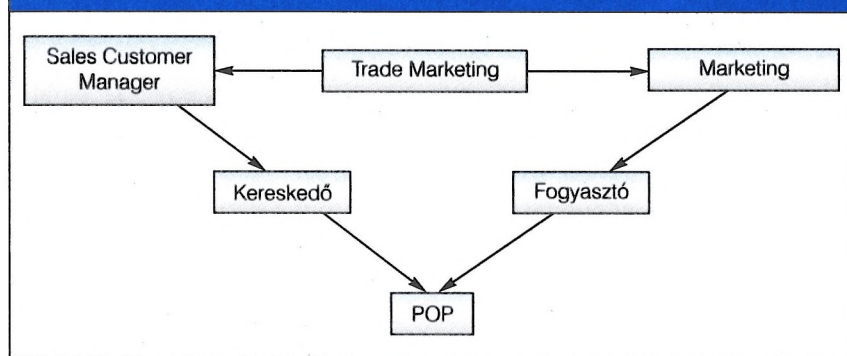 Sales Customer
Manager
Trade Marketing
Marketing
Kereskedő
Fogyasztó
POP